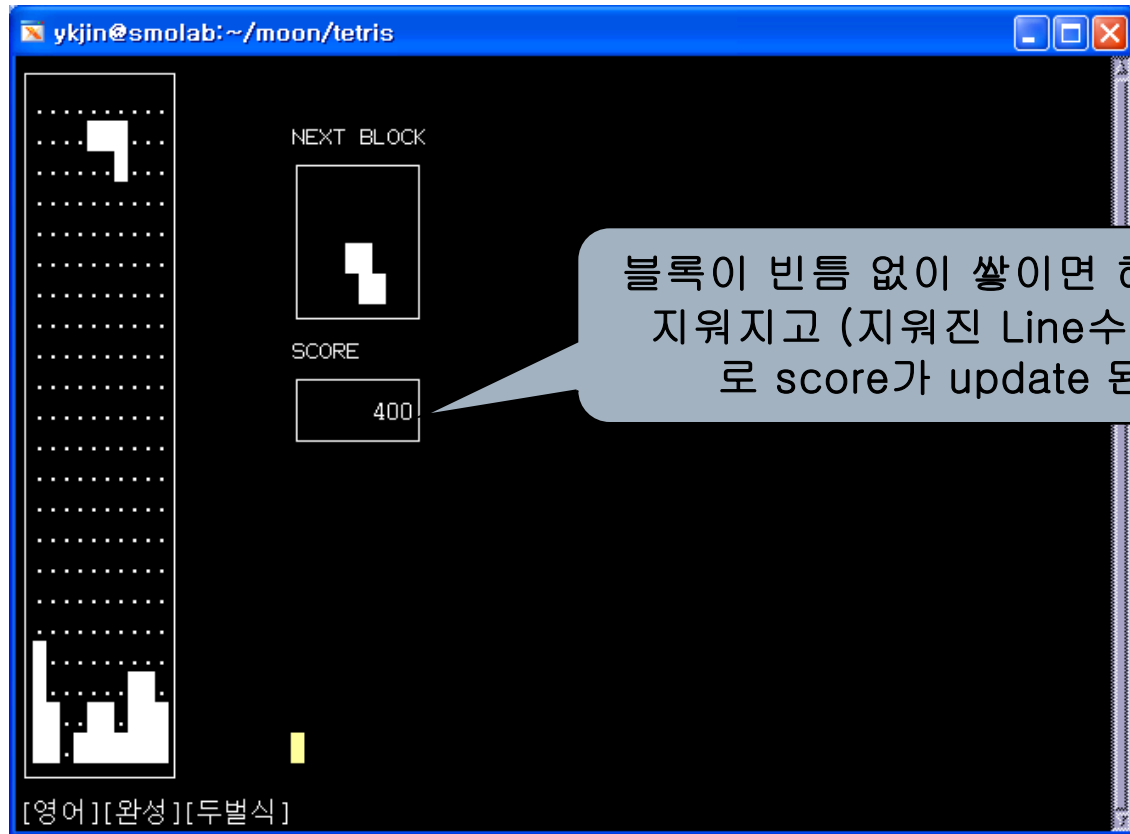 ykjin@smolab:~/moon/tetris
NEXT BLOCK
블록이 빈틈 없이 쌓이면
지워지고 (지워진 Line수
로 score가 update
SCORE
400
[영어][완성][두벌식]